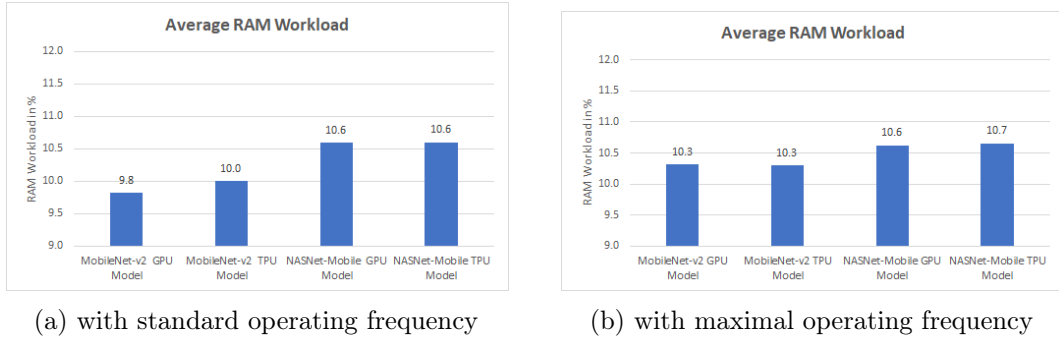 Average RAM Workload
RAM Workload in %
12.0
11.5
11.0
10.5
10.0
9.5
9.0
9.8
10.0
10.6
10.6
MobileNet-v2 GPU Model
MobileNet-v2 TPU Model
NASNet-Mobile GPU Model
NASNet-Mobile TPU Model
(a) with standard operating frequency
Average RAM Workload
RAM Workload in %
12.0
11.5
11.0
10.5
10.0
9.5
9.0
10.3
10.3
10.6
10.7
MobileNet-v2 GPU Model
MobileNet-v2 TPU Model
NASNet-Mobile GPU Model
NASNet-Mobile TPU Model
(b) with maximal operating frequency